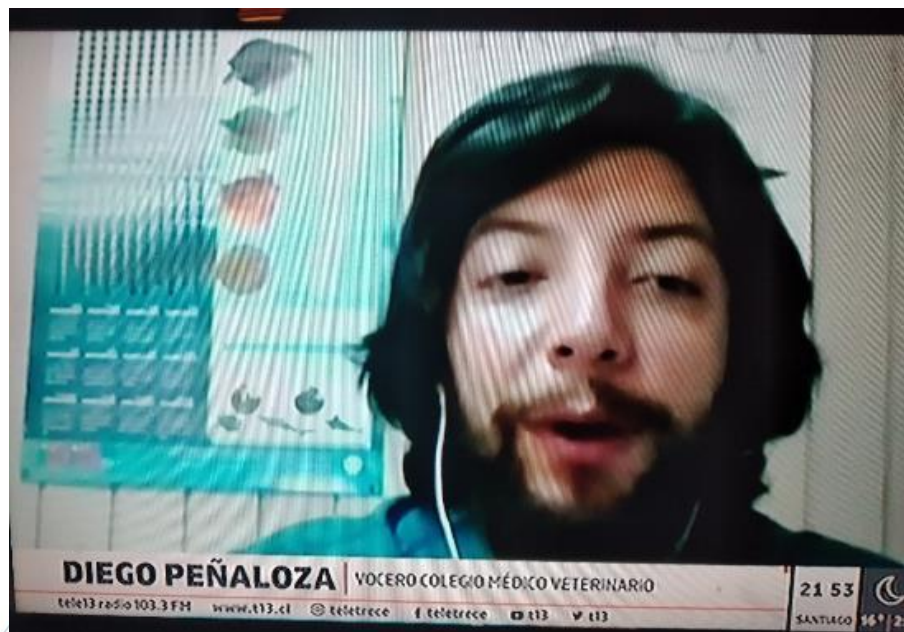 DIEGO PEÑALOZA
VOCERO COLEGIO MÉDICO VETERINARIO
tele13 radio 103.3 FM www.t13.cl teletrece teletrece t13 t13
21 53
SANTIAGO 16°